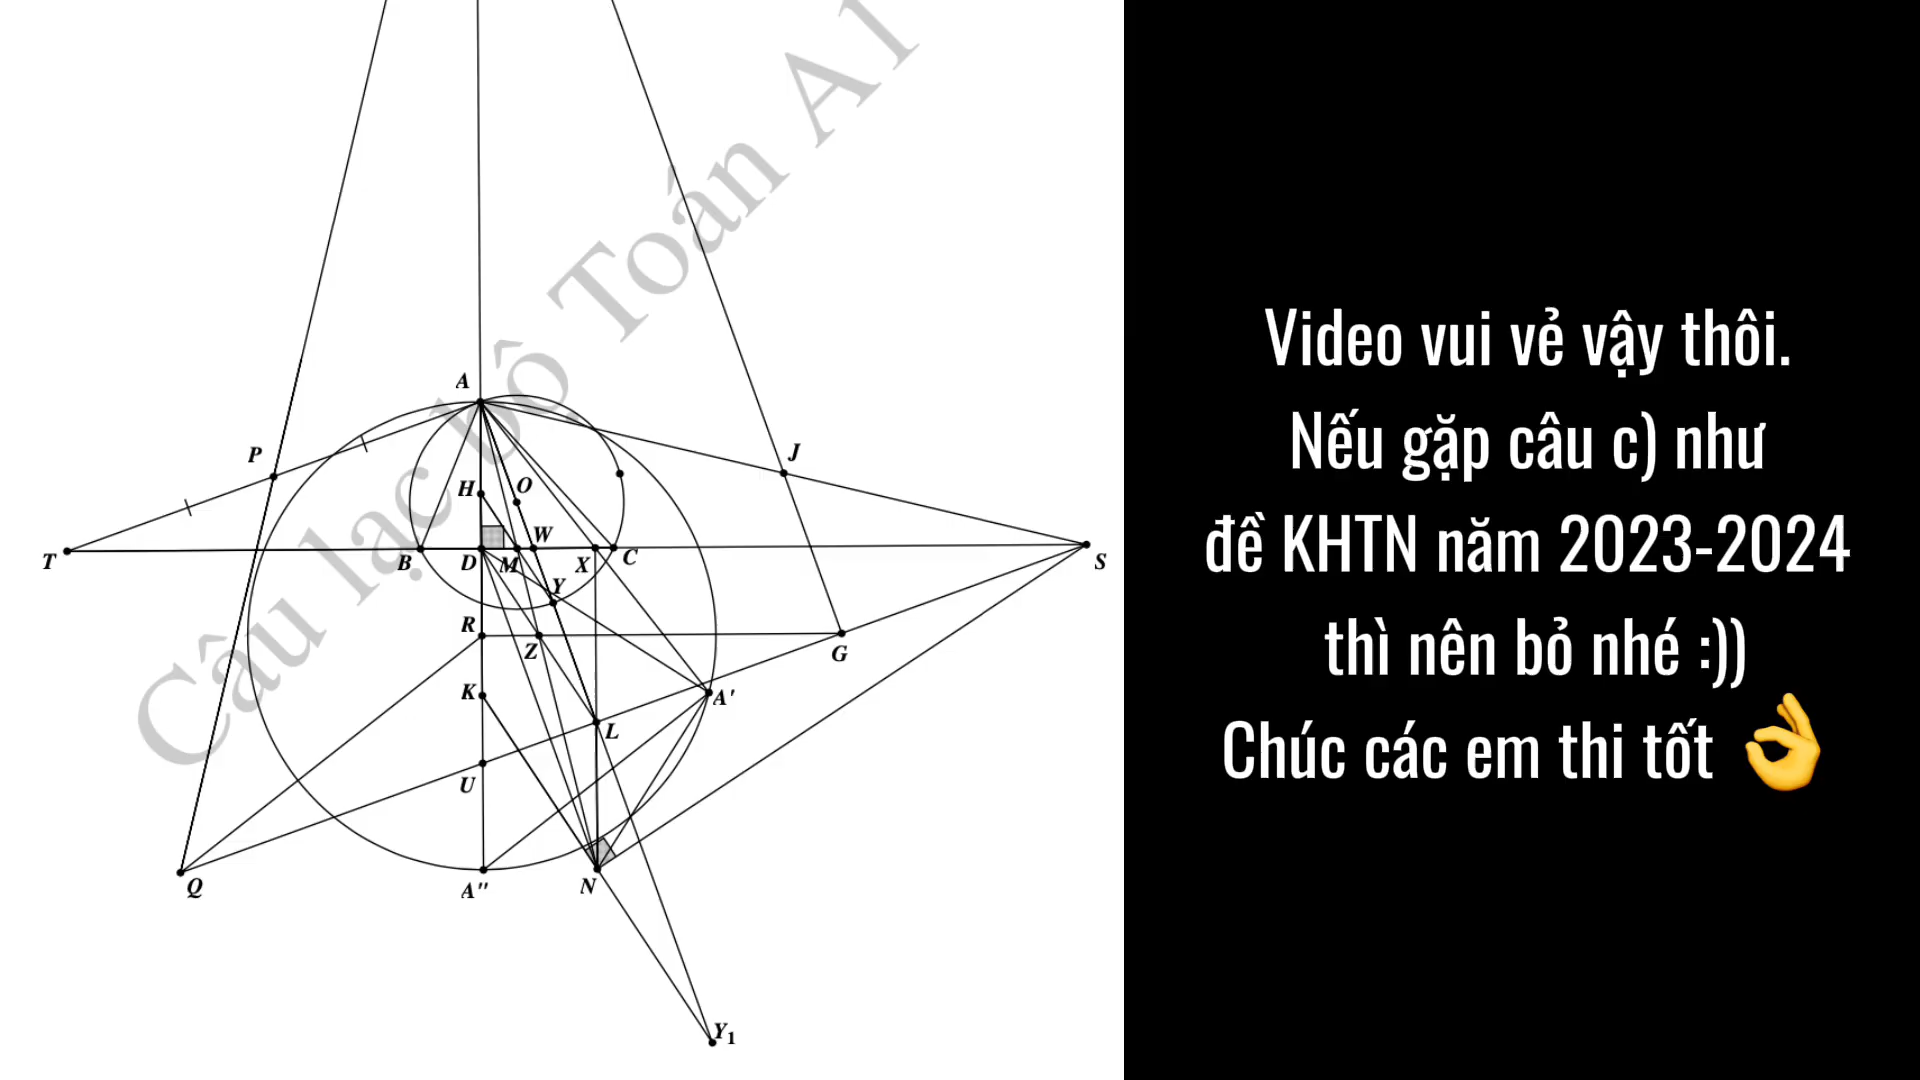 Câu lạc bộ Toán A1
A
P
J
H
O
W
T
B
D
M
X
C
S
Y
R
Z
G
K
A'
L
U
Q
A"
N
Y1
Video vui vẻ vậy thôi.
Nếu gặp câu c) như
đề KHTN năm 2023-2024
thì nên bỏ nhé :))
Chúc các em thi tốt 👌